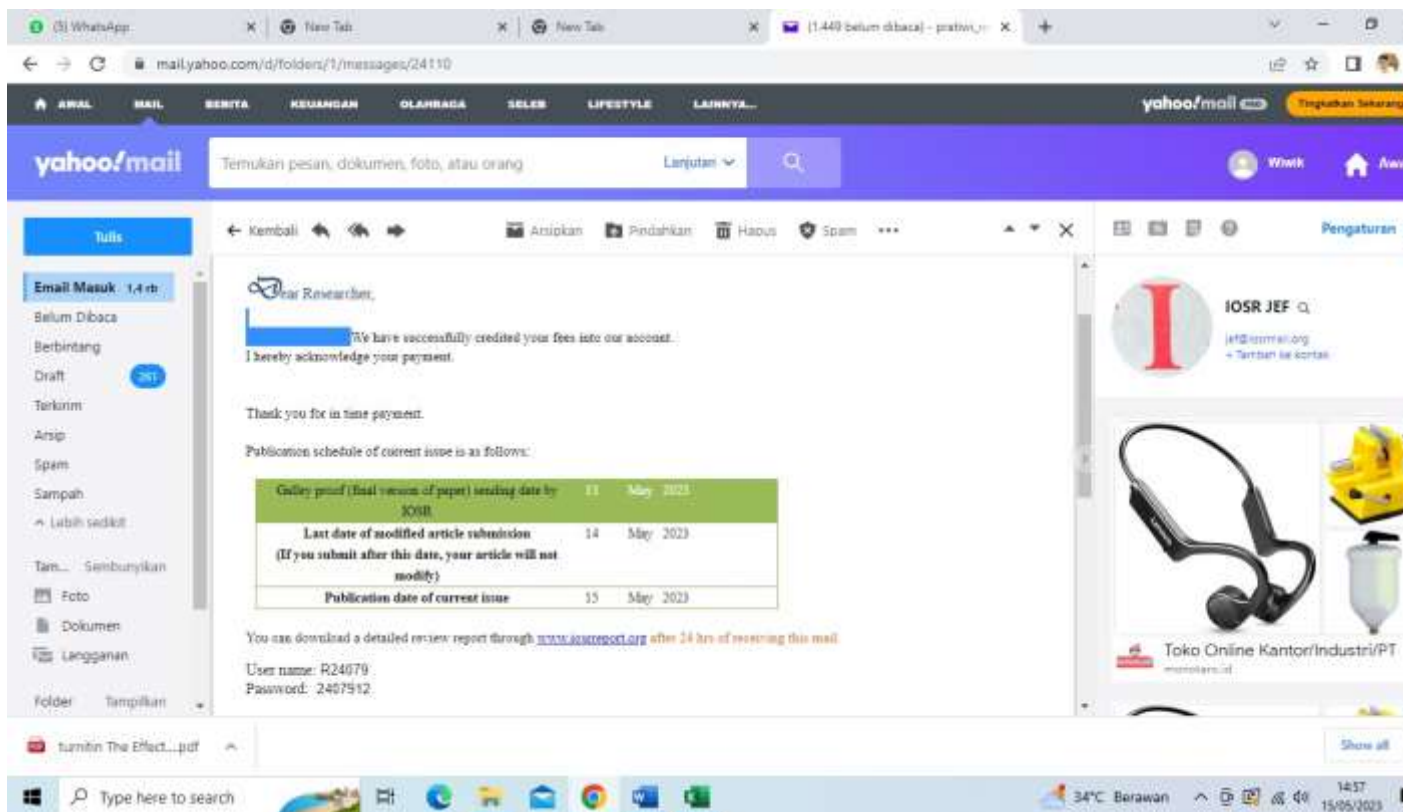 (5) WhatsApp
New Tab
New Tab
(1.449 belum dibaca) - pratiwi_
mail.yahoo.com/d/folders/1/messages/24110
AWAL MAIL BERITA KEUANGAN OLAHRAGA SELEB LIFESTYLE LAINNYA...
yahoo!mail
Tingkatkan Sekarang
yahoo!mail
Temukan pesan, dokumen, foto, atau orang
Lanjutan
Wiwik
Tulis
Kembali
Arsipkan
Pindahkan
Hapus
Spam
Pengaturan
Email Masuk 1,4 rb
Belum Dibaca
Berbintang
Draft 261
Terkirim
Arsip
Spam
Sampah
Lebih sedikit
Tam... Sembunyikan
Foto
Dokumen
Langganan
Folder Tampilkan
Dear Researcher,
We have successfully credited your fees into our account.
I hereby acknowledge your payment.
Thank you for in time payment.
Publication schedule of current issue is as follows:
Galley proof (final version of paper) sending date by IOSR 13 May 2023
Last date of modified article submission 14 May 2023
(If you submit after this date, your article will not
modify)
Publication date of current issue 15 May 2023
You can download a detailed review report through www.iosrreport.org after 24 hrs of receiving this mail
User name: R24079
Password: 2407912
IOSR JEF
jef@iosrmail.org
+ Tambah ke kontak
Toko Online Kantor/Industri/PT
monotaro.id
turnitin The Effect....pdf
Show all
Type here to search
34°C Berawan
14:57
15/05/2023